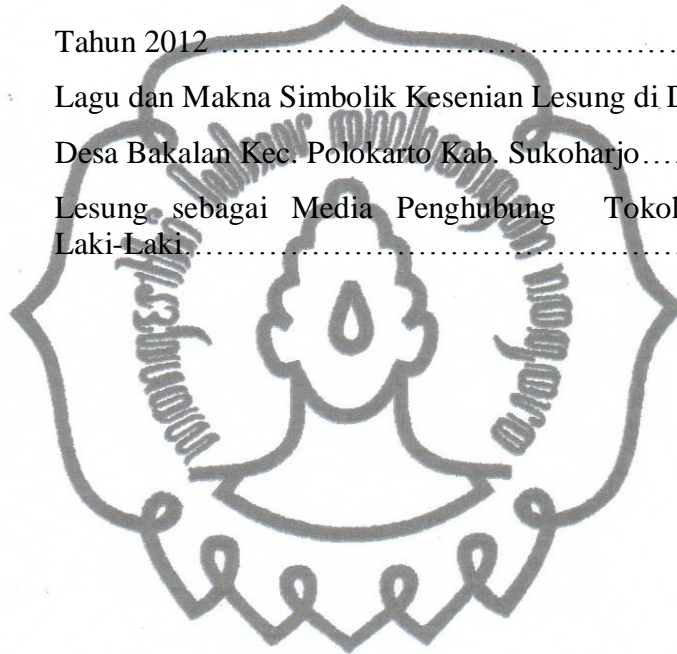 Tahun 2012 ……………………………………
Lagu dan Makna Simbolik Kesenian Lesung di D
Desa Bakalan Kec. Polokarto Kab. Sukoharjo….
Lesung sebagai Media Penghubung Tokoh
Laki-Laki…………………………………………